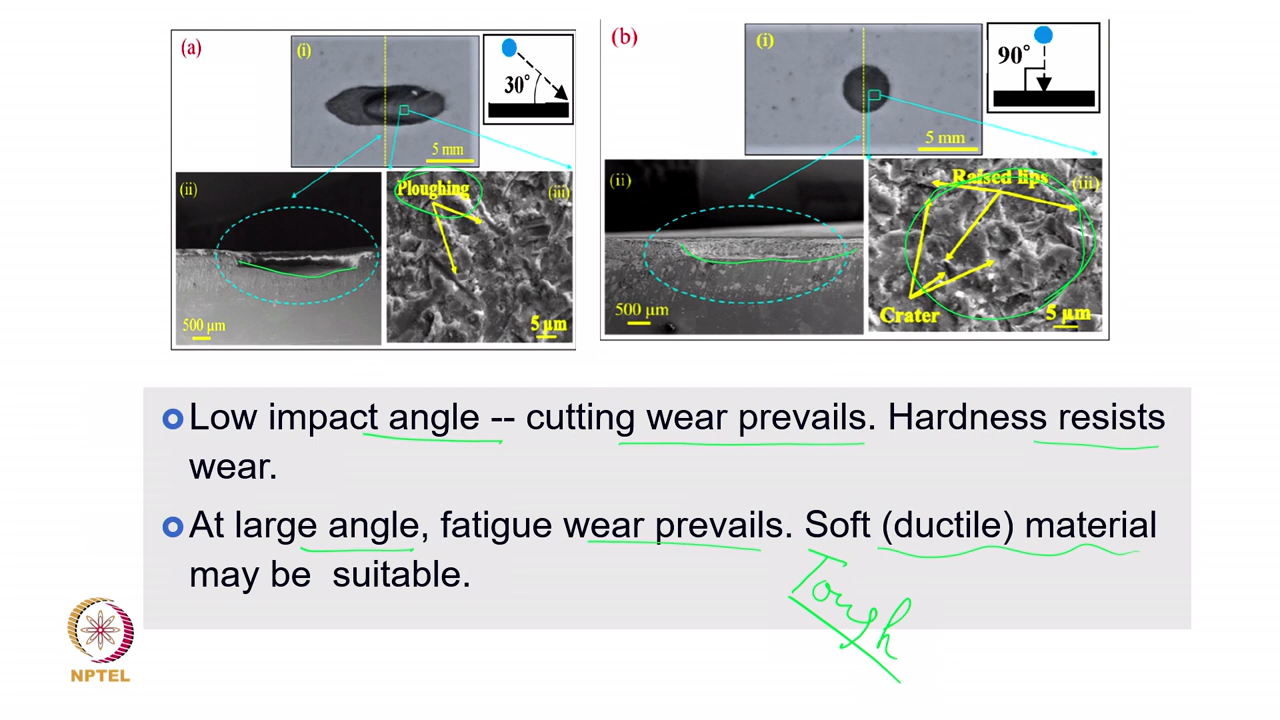 (a)
(i)
30°
5 mm
(ii)
500 μm
Ploughing
(iii)
5 μm
(b)
(i)
90°
5 mm
(ii)
500 μm
Raised lips
(iii)
Crater
5 μm
Low impact angle -- cutting wear prevails. Hardness resists
wear.
At large angle, fatigue wear prevails. Soft (ductile) material
may be suitable.
Tough
NPTEL